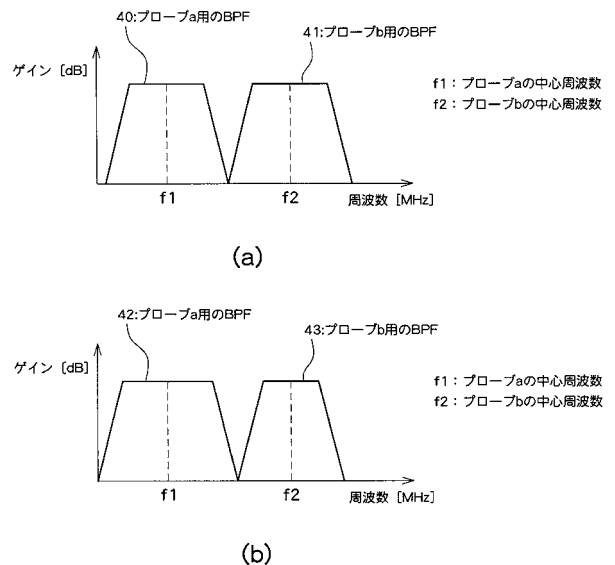 40:プローブa用のBPF
41:プローブb用のBPF
ゲイン [dB]
f1：プローブaの中心周波数
f2：プローブbの中心周波数
f1
f2
周波数 [MHz]
(a)
42:プローブa用のBPF
43:プローブb用のBPF
ゲイン [dB]
f1：プローブaの中心周波数
f2：プローブbの中心周波数
f1
f2
周波数 [MHz]
(b)